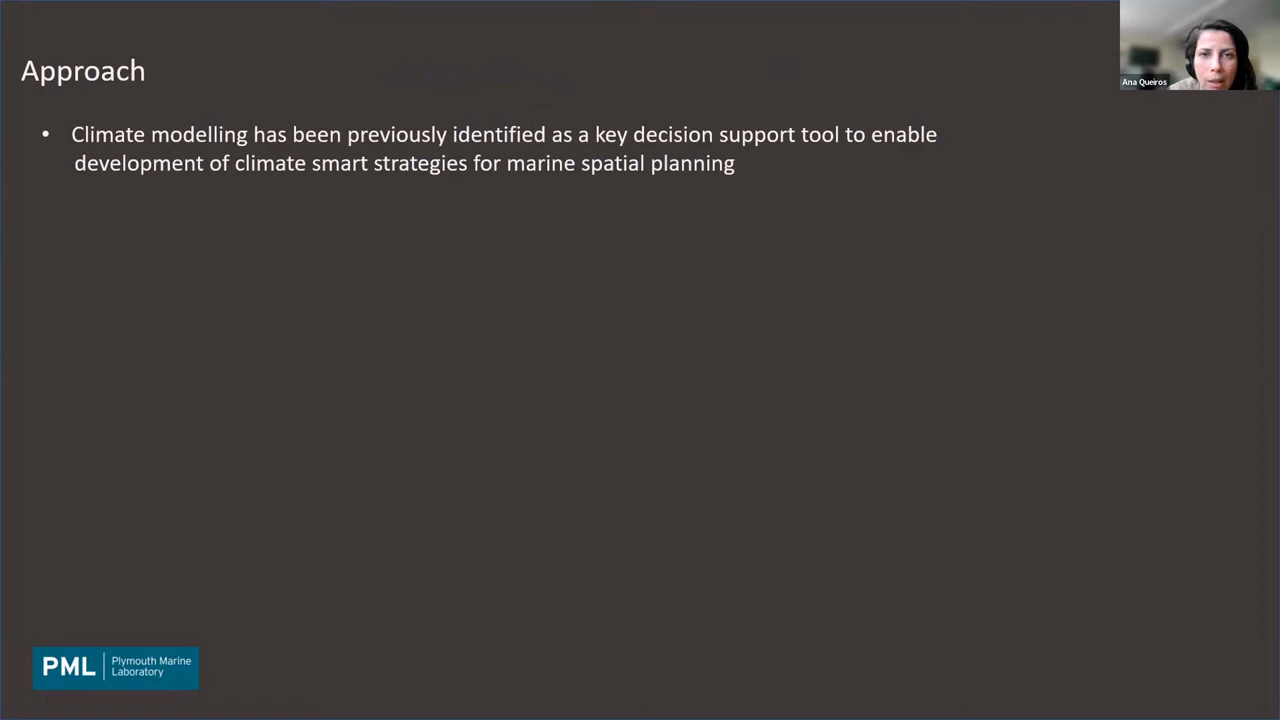 Approach
Ana Queiros
• Climate modelling has been previously identified as a key decision support tool to enable
development of climate smart strategies for marine spatial planning
PML
Plymouth Marine
Laboratory